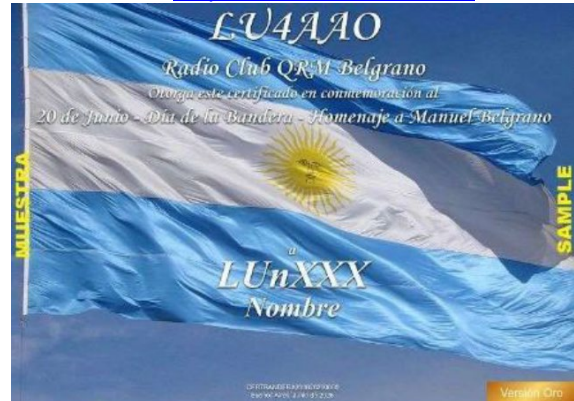 LU4AAO
Radio Club QRM Belgrano
Otorga este certificado en conmemoración al
20 de Junio - Día de la Bandera - Homenaje a Manuel Belgrano
MUESTRA
SAMPLE
a
LUnXXX
Nombre
Versión Oro